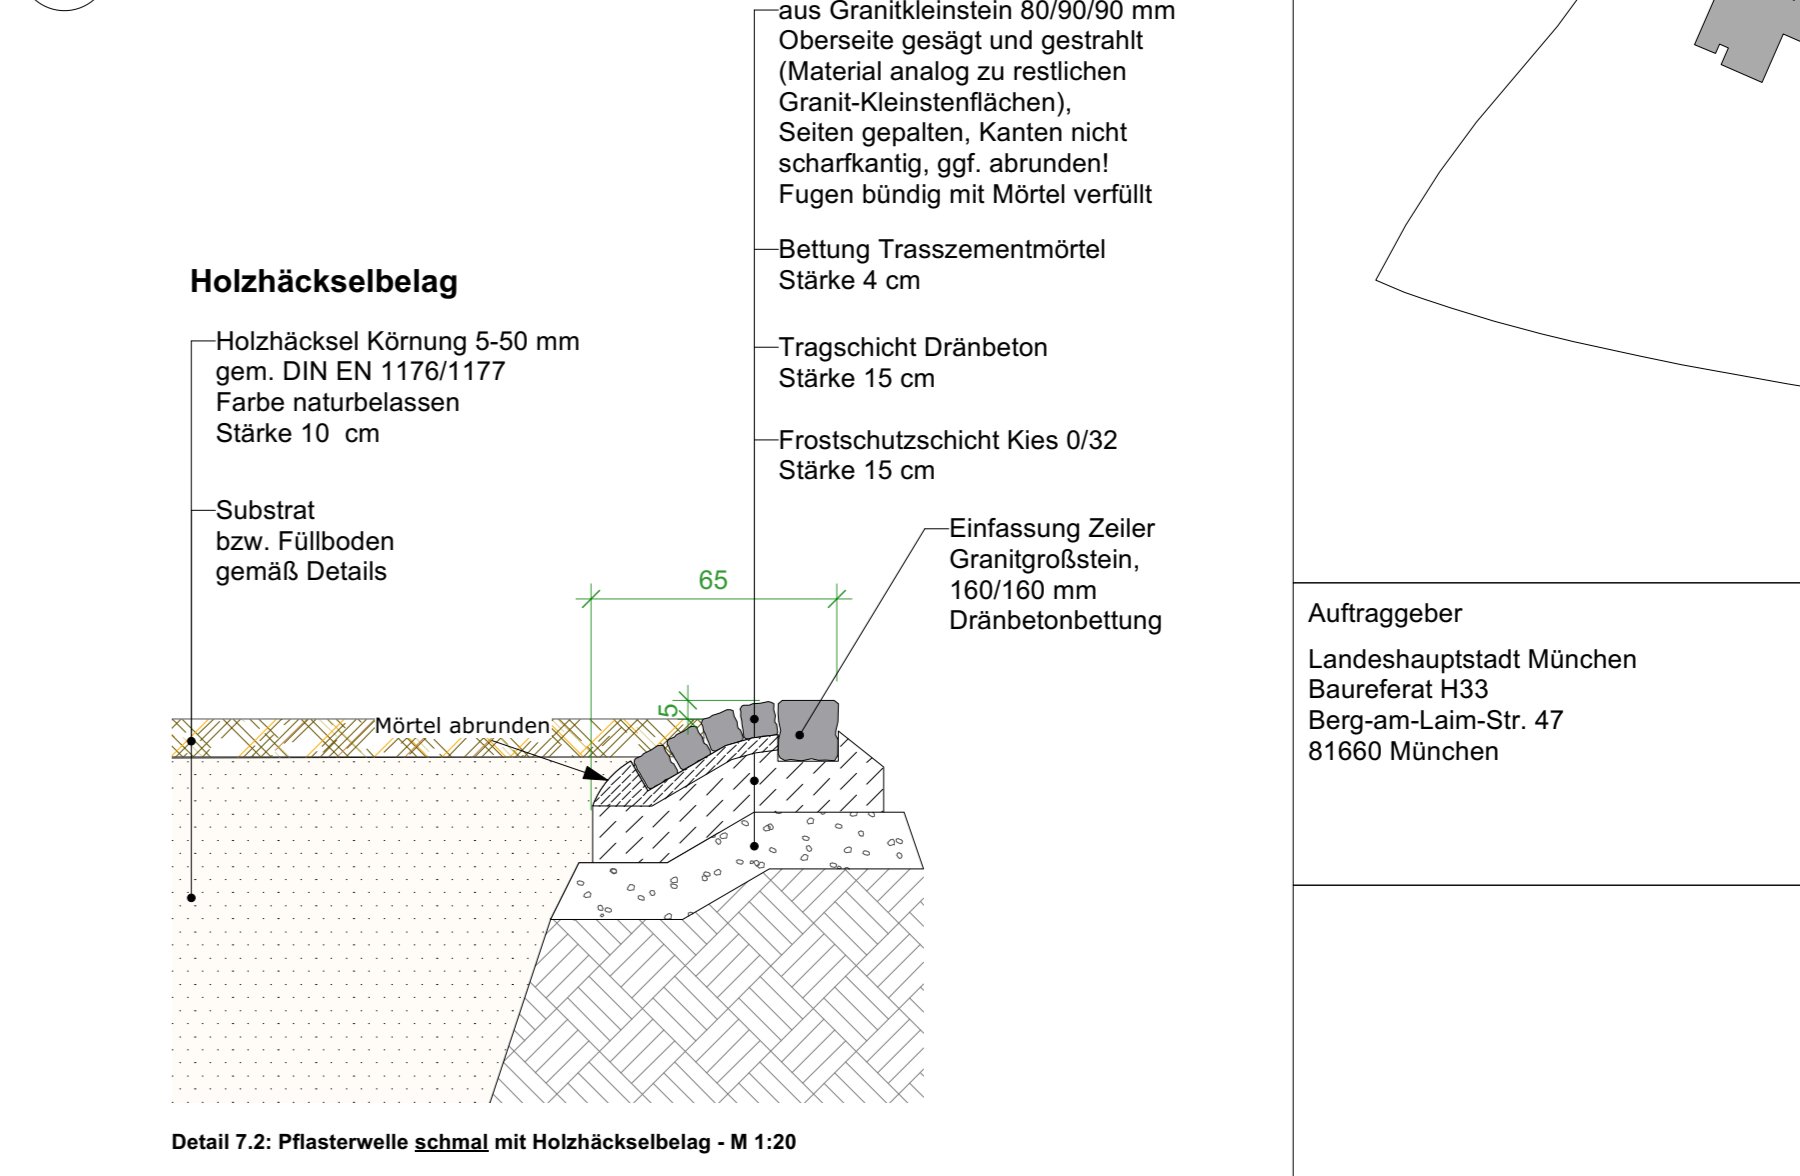 aus Granitkleinstein 80/90/90 mm
Oberseite gesägt und gestrahlt
(Material analog zu restlichen
Granit-Kleinstenflächen),
Seiten gepalten, Kanten nicht
scharfkantig, ggf. abrunden!
Fugen bündig mit Mörtel verfüllt
Bettung Trasszementmörtel
Stärke 4 cm
Tragschicht Dränbeton
Stärke 15 cm
Frostschutzschicht Kies 0/32
Stärke 15 cm
Holzhäckselbelag
Holzhäcksel Körnung 5-50 mm
gem. DIN EN 1176/1177
Farbe naturbelassen
Stärke 10  cm
Substrat
bzw. Füllboden
gemäß Details
Einfassung Zeiler
Granitgroßstein,
160/160 mm
Dränbetonbettung
65
5
Mörtel abrunden
Detail 7.2: Pflasterwelle schmal mit Holzhäckselbelag - M 1:20
Auftraggeber
Landeshauptstadt München
Baureferat H33
Berg-am-Laim-Str. 47
81660 München